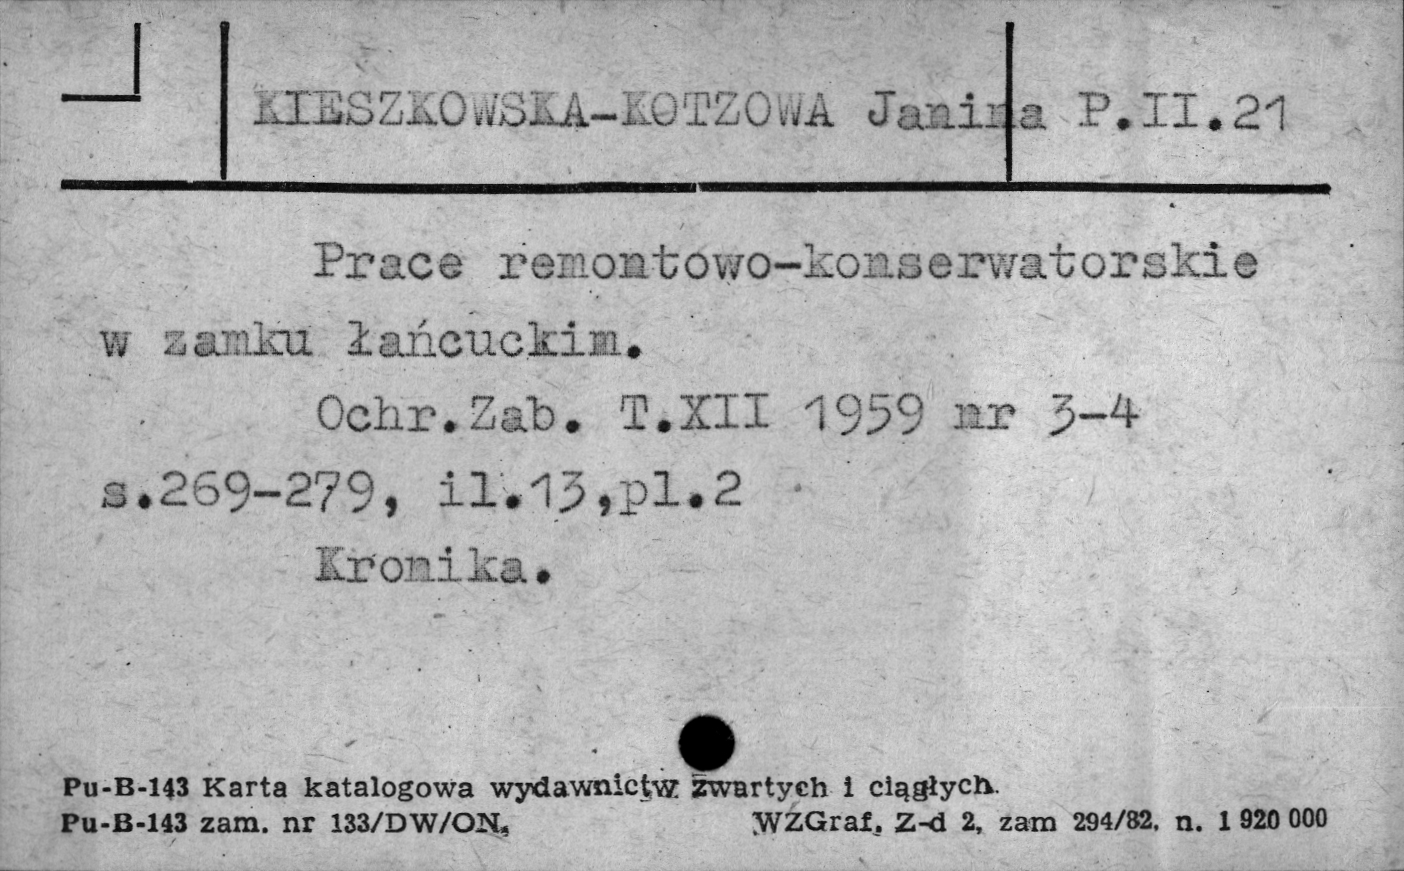 KIESZKOWSKA-KOTZOWA Janina P.II.21
Prace remontowo-konserwatorskie
w zamku łańcuckim.
Ochr.Zab. T.XII 1959 nr 3-4
s.269-279, il.13,pl.2
Kronika.
Pu-B-143 Karta katalogowa wydawnictw zwartych i ciągłych.
Pu-B-143 zam. nr 133/DW/ON, WZGraf, Z-d 2, zam 294/82. n. 1 920 000